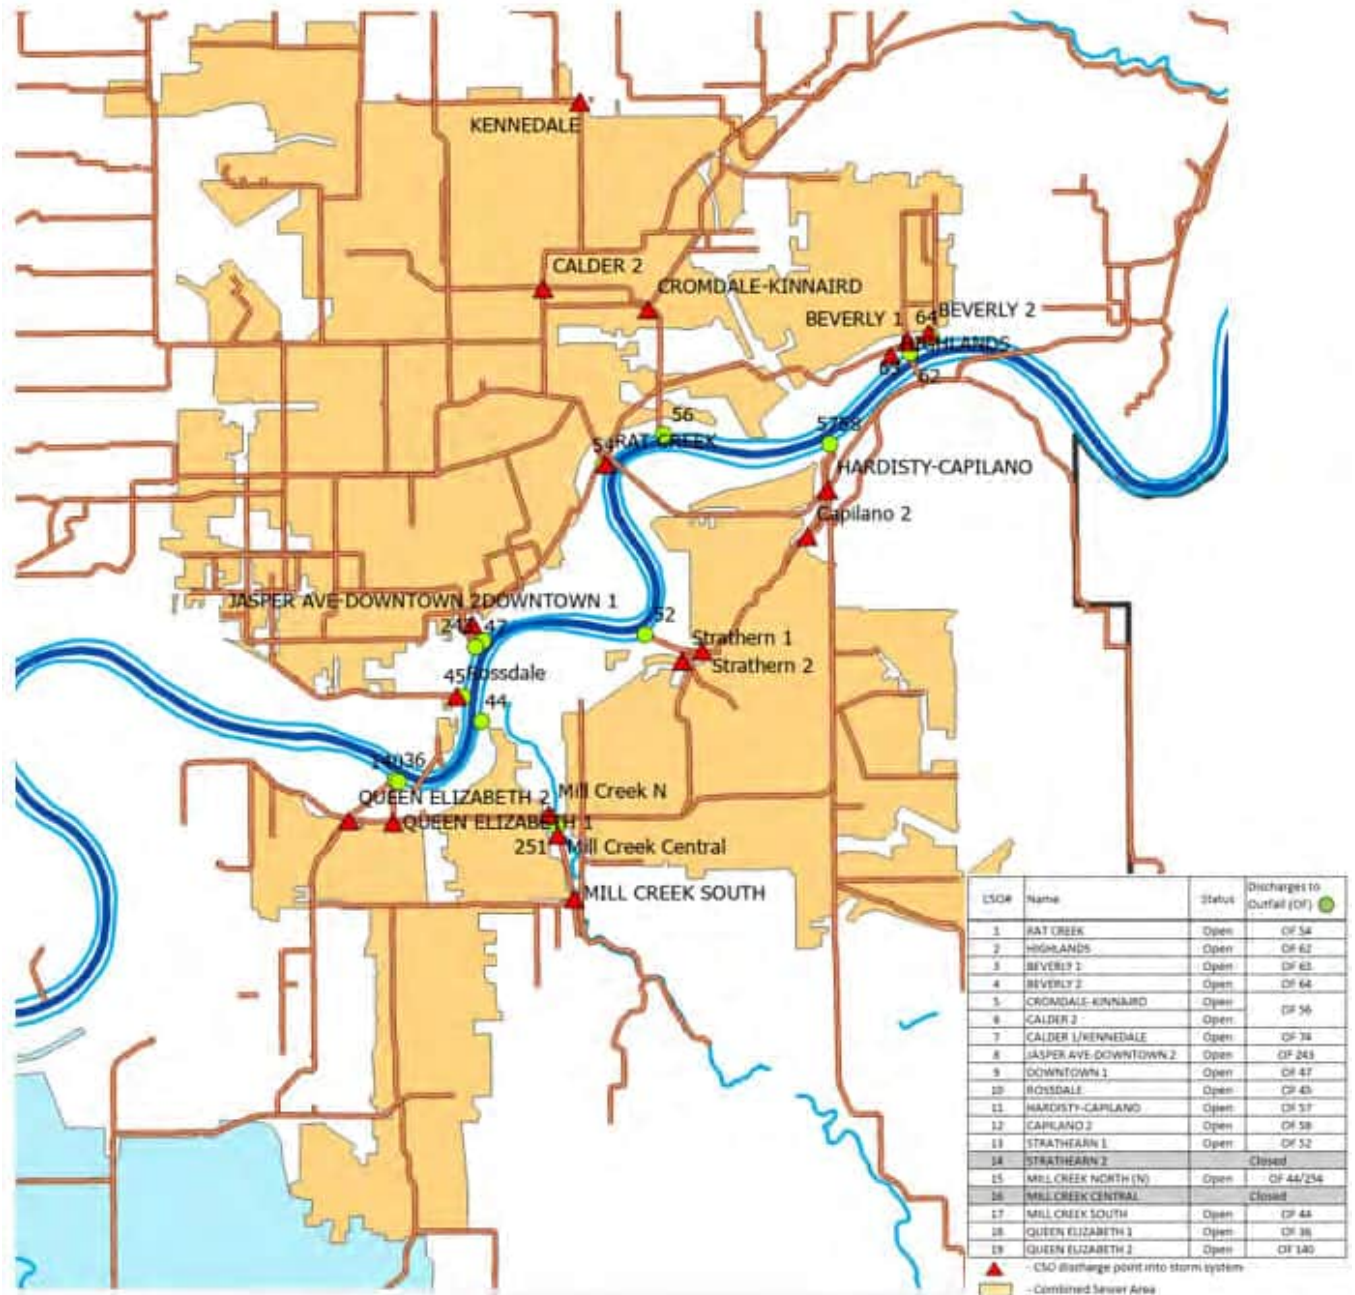 KENNEDALE
CALDER 2
CROMDALE-KINNAIRD
BEVERLY 2
BEVERLY 1 64
HIGHLANDS
63 62
56
54 RAT CREEK
5758
HARDISTY-CAPILANO
Capilano 2
JASPER AVE-DOWNTOWN 2 DOWNTOWN 1
47
52
Strathern 1
Strathern 2
45 Rossdale
44
14036
QUEEN ELIZABETH 2
Mill Creek N
QUEEN ELIZABETH 1
251 Mill Creek Central
MILL CREEK SOUTH
CSO# Name Status Discharges to Outfall (OF)
1 RAT CREEK Open OF 54
2 HIGHLANDS Open OF 62
3 BEVERLY 1 Open OF 63
4 BEVERLY 2 Open OF 64
5 CROMDALE-KINNAIRD Open OF 56
6 CALDER 2 Open
7 CALDER 1/KENNEDALE Open OF 74
8 JASPER AVE-DOWNTOWN 2 Open OF 243
9 DOWNTOWN 1 Open OF 47
10 ROSSDALE Open OF 45
11 HARDISTY-CAPILANO Open OF 57
12 CAPILANO 2 Open OF 58
13 STRATHEARN 1 Open OF 52
14 STRATHEARN 2 Closed
15 MILL CREEK NORTH (N) Open OF 44/254
16 MILL CREEK CENTRAL Closed
17 MILL CREEK SOUTH Open OF 44
18 QUEEN ELIZABETH 1 Open OF 36
19 QUEEN ELIZABETH 2 Open OF 140
- CSO discharge point into storm system
- Combined Sewer Area